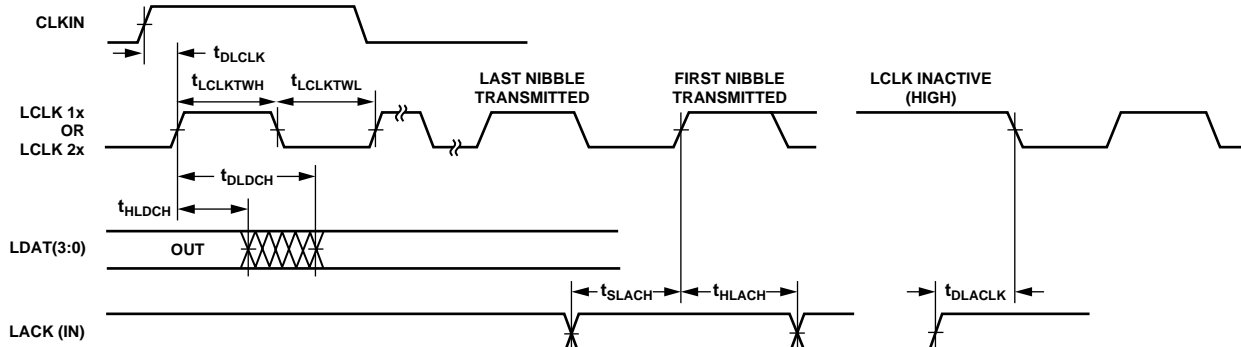 CLKIN
tDLCLK
tLCLKTWH
tLCLKTWL
LAST NIBBLE
TRANSMITTED
FIRST NIBBLE
TRANSMITTED
LCLK INACTIVE
(HIGH)
LCLK 1x
OR
LCLK 2x
tDLDCH
tHLDCH
LDAT(3:0)
OUT
tSLACH
tHLACH
tDLACLK
LACK (IN)